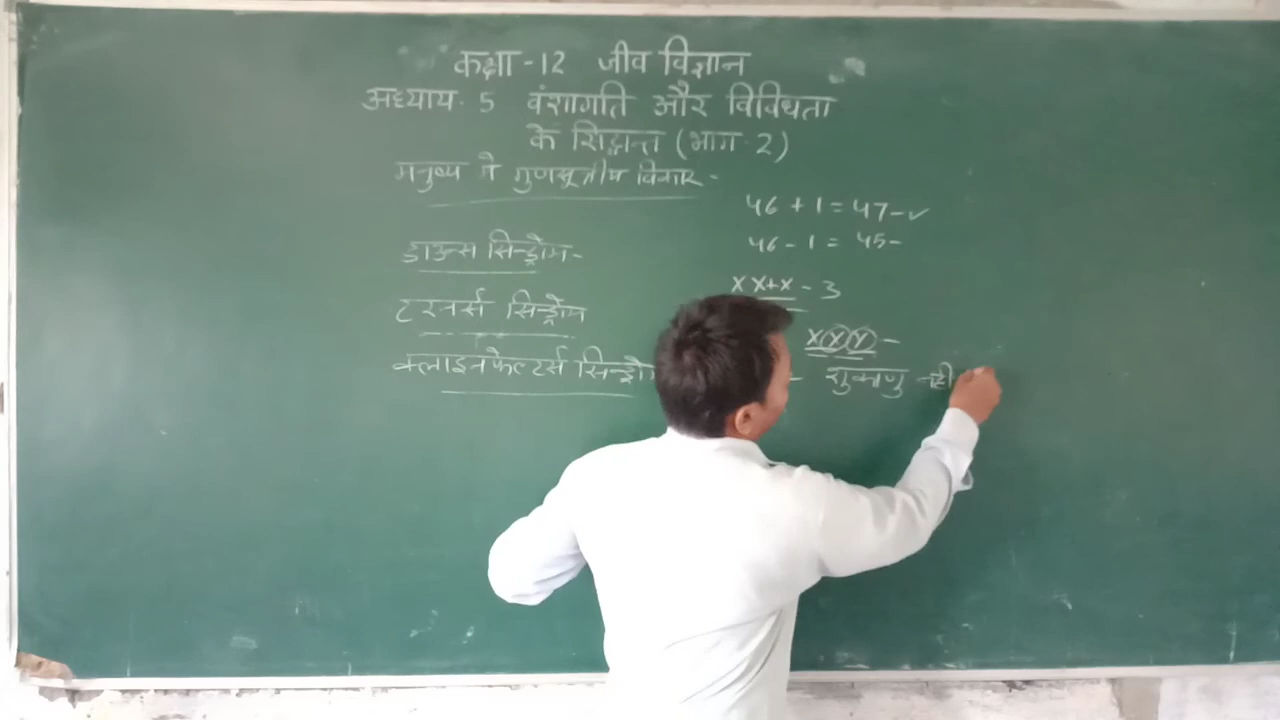 कक्षा-12 जीव विज्ञान
अध्याय. 5 वंशागति और विविधता
के सिद्धान्त (भाग-2)
मनुष्य मे गुणसूत्रीय विकार-
46 + 1 = 47-✓
46 - 1 = 45-
डाउन्स सिन्ड्रोम-
X X+X - 3
टरनर्स सिन्ड्रोम
XXY -
क्लाइनफेल्टर्स सिन्ड्रो
- शुक्राणु नही